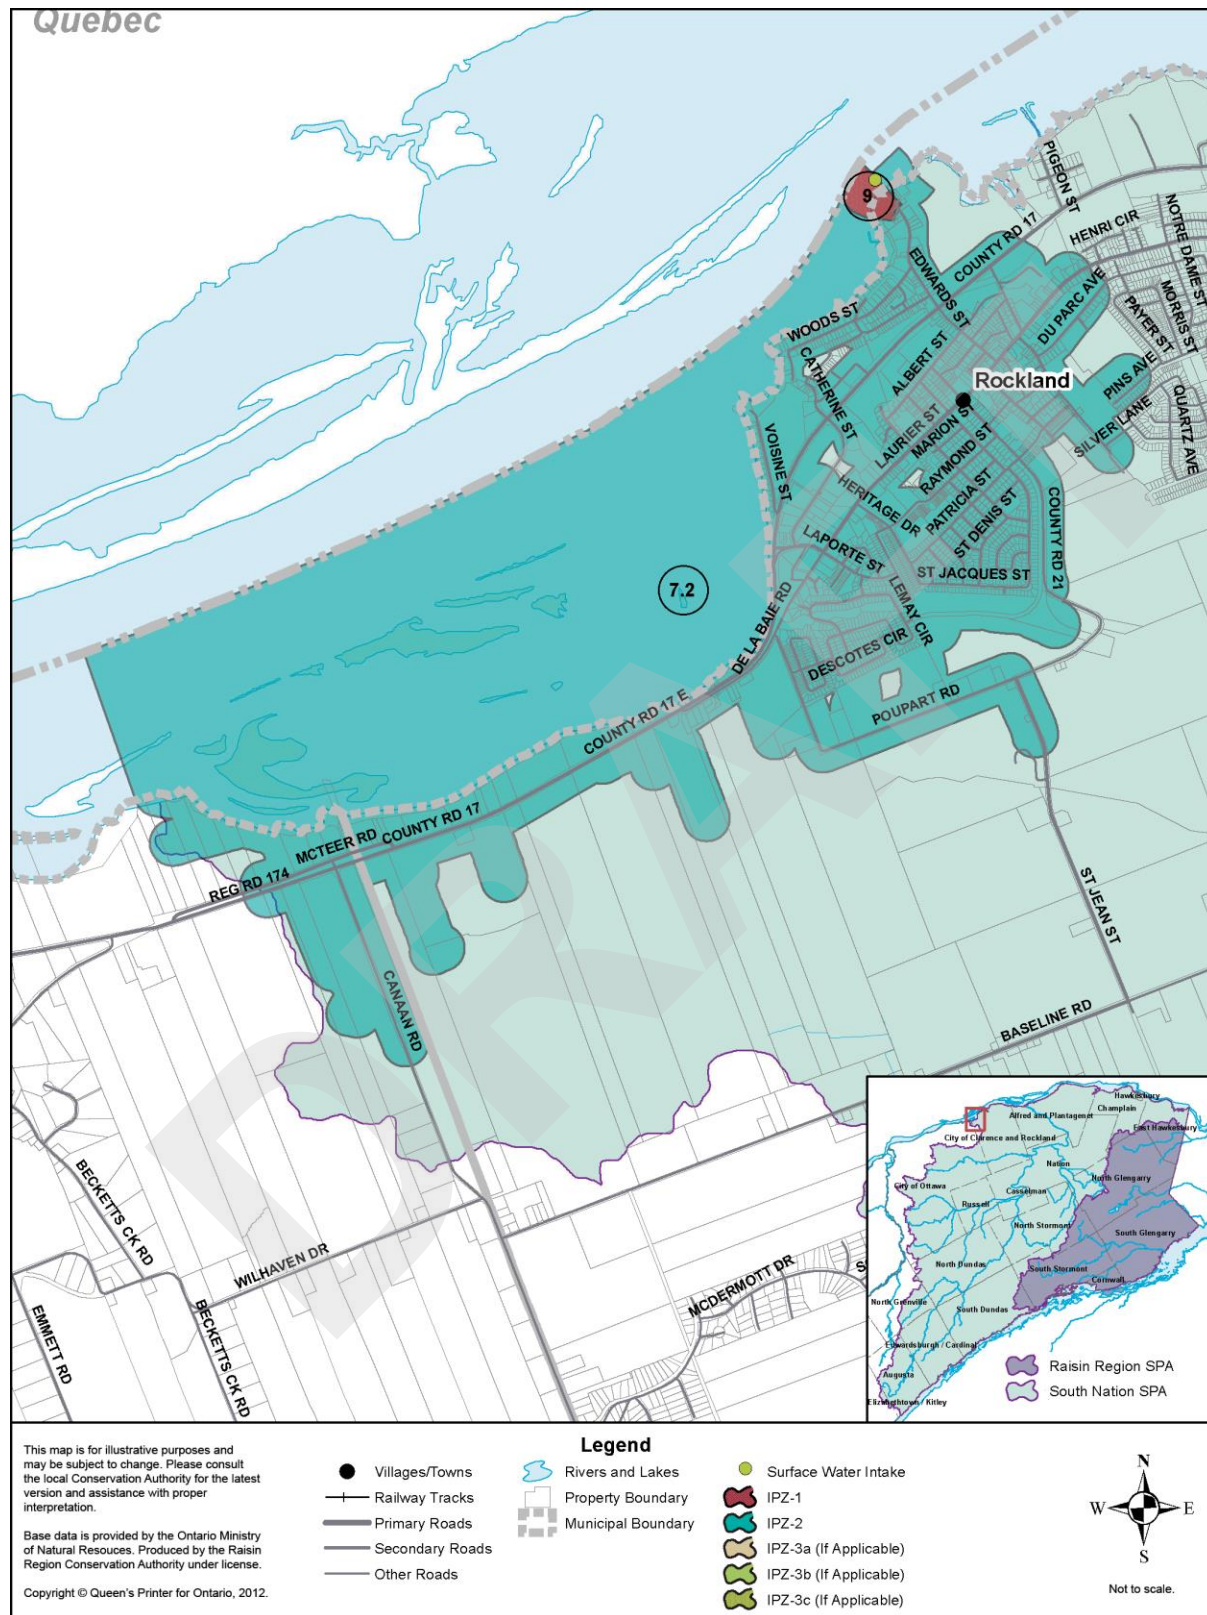 Quebec
PIGEON ST
NOTRE DAME ST
HENRI CIR
COUNTY RD 17
9
EDWARDS ST
MORRIS ST
PAYER ST
DU PARC AVE
WOODS ST
ALBERT ST
CATHERINE ST
Rockland
PINS AVE
QUARTZ AVE
SILVER LANE
LAURIER ST
MARION ST
RAYMOND ST
VOISINE ST
HERITAGE DR
PATRICIA ST
ST DENIS ST
COUNTY RD 21
LAPORTE ST
ST JACQUES ST
LEMAY CIR
7.2
DE LA BAIE RD
DESCOTES CIR
POUPART RD
COUNTY RD 17 E
COUNTY RD 17
MCTEER RD
REG RD 174
ST JEAN ST
CANAAN RD
BASELINE RD
DRAFT
BECKETTS CK RD
WILHAVEN DR
MCDERMOTT DR
S
EMMETT RD
BECKETTS CK RD
Hawkesbury
Champlain
Alfred and Plantagenet
East Hawkesbury
City of Clarence and Rockland
Nation
City of Ottawa
Casselman
North Glengarry
Russell
North Stormont
South Glengarry
North Dundas
South Stormont
Cornwall
North Grenville
South Dundas
Edwardsburgh / Cardinal
Augusta
Elizabethtown / Kitley
Raisin Region SPA
South Nation SPA
This map is for illustrative purposes and
may be subject to change. Please consult
the local Conservation Authority for the latest
version and assistance with proper
interpretation.
Base data is provided by the Ontario Ministry
of Natural Resouces. Produced by the Raisin
Region Conservation Authority under license.
Copyright © Queen's Printer for Ontario, 2012.
Legend
Villages/Towns
Railway Tracks
Primary Roads
Secondary Roads
Other Roads
Rivers and Lakes
Property Boundary
Municipal Boundary
Surface Water Intake
IPZ-1
IPZ-2
IPZ-3a (If Applicable)
IPZ-3b (If Applicable)
IPZ-3c (If Applicable)
N
W
E
S
Not to scale.